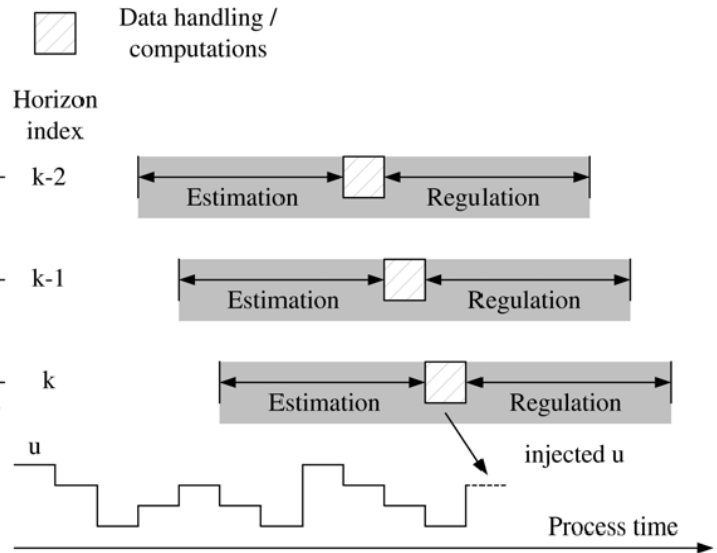 Data handling /
computations
Horizon
index
k-2
Estimation
Regulation
k-1
Estimation
Regulation
k
Estimation
Regulation
u
injected u
Process time